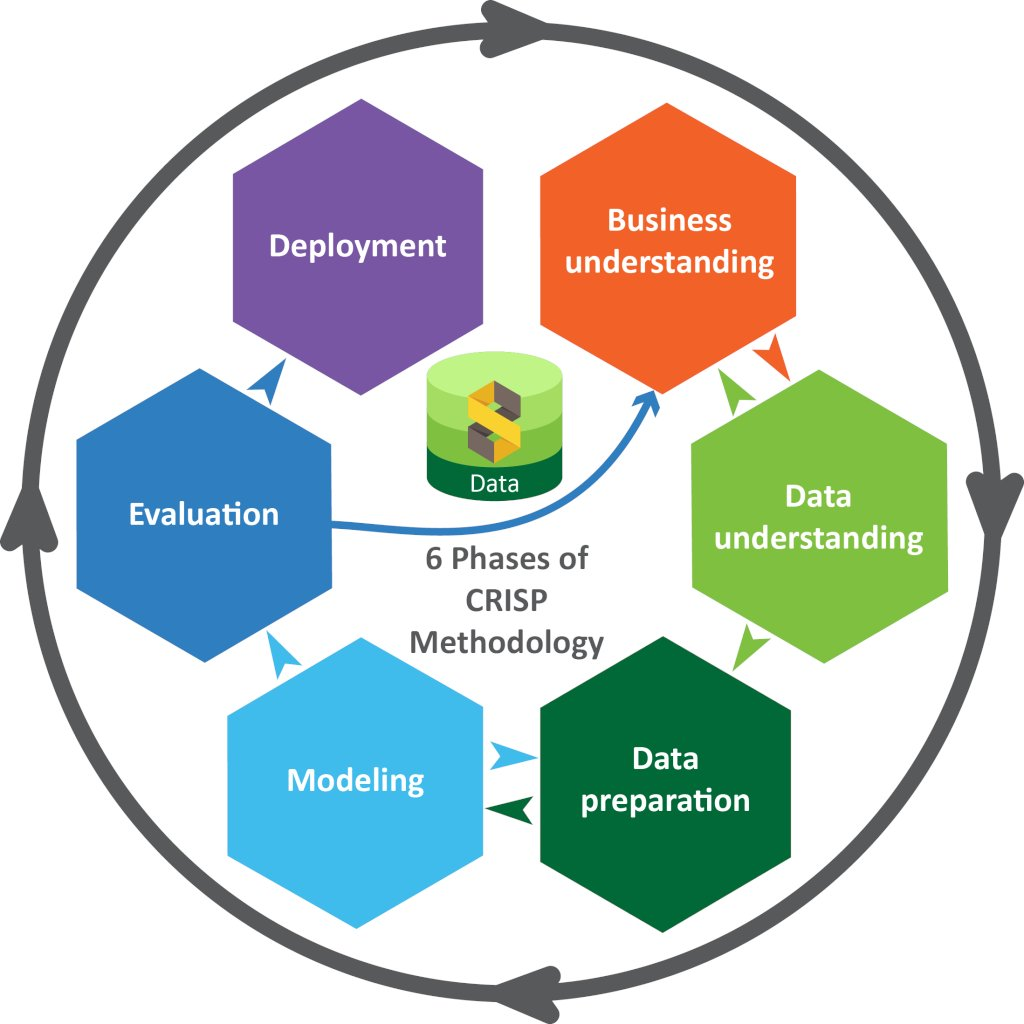 Deployment
Business
understanding
Data
Evaluation
Data
understanding
6 Phases of
CRISP
Methodology
Modeling
Data
preparation